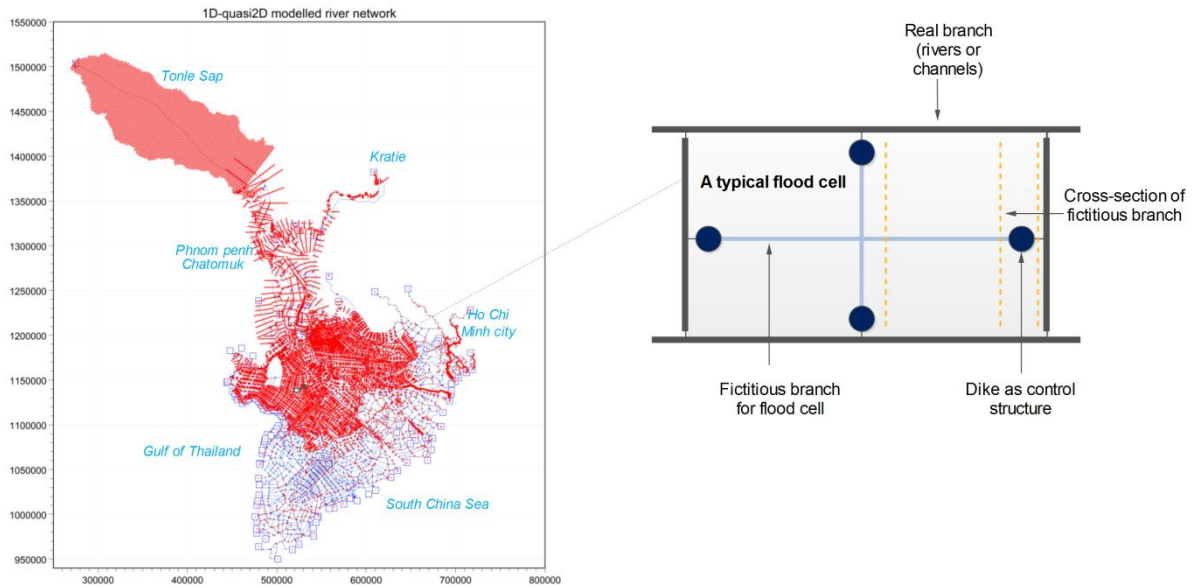 1D-quasi2D modelled river network
1550000
1500000
1450000
1400000
1350000
1300000
1250000
1200000
1150000
1100000
1050000
1000000
950000
300000
400000
500000
600000
700000
800000
Tonle Sap
Kratie
Phnom penh
Chatomuk
Ho Chi
Minh city
Gulf of Thailand
South China Sea
Real branch
(rivers or
channels)
A typical flood cell
Cross-section of
fictitious branch
Fictitious branch
for flood cell
Dike as control
structure